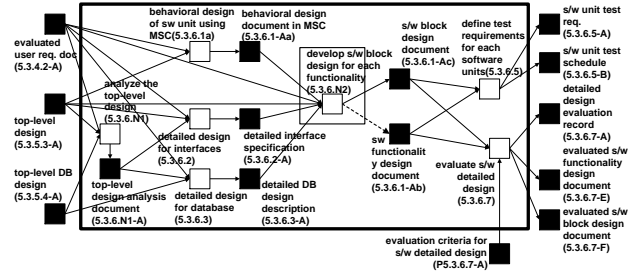 behavioral design
of sw unit using
MSC(5.3.6.1a)
behavioral design
document in MSC
(5.3.6.1-Aa)
s/w block
design
document
(5.3.6.1-Ac)
define test
requirements
for each
software
units(5.3.6.5)
s/w unit test
req.
(5.3.6.5-A)
s/w unit test
schedule
(5.3.6.5-B)
evaluated
user req. doc
(5.3.4.2-A)
develop s/w block
design for each
functionality
(5.3.6.N2)
analyze the
top-level
design
(5.3.6.N1)
detailed
design
evaluation
record
(5.3.6.7-A)
top-level
design
(5.3.5.3-A)
detailed design
for interfaces
(5.3.6.2)
detailed interface
specification
(5.3.6.2-A)
sw
functionalit
y design
document
(5.3.6.1-Ab)
evaluate s/w
detailed
design
(5.3.6.7)
evaluated s/w
functionality
design
document
(5.3.6.7-E)
top-level DB
design
(5.3.5.4-A)
top-level
design analysis
document
(5.3.6.N1-A)
detailed design
for database
(5.3.6.3)
detailed DB
design
description
(5.3.6.3-A)
evaluated s/w
block design
document
(5.3.6.7-F)
evaluation criteria for
s/w detailed design
(P5.3.6.7-A)